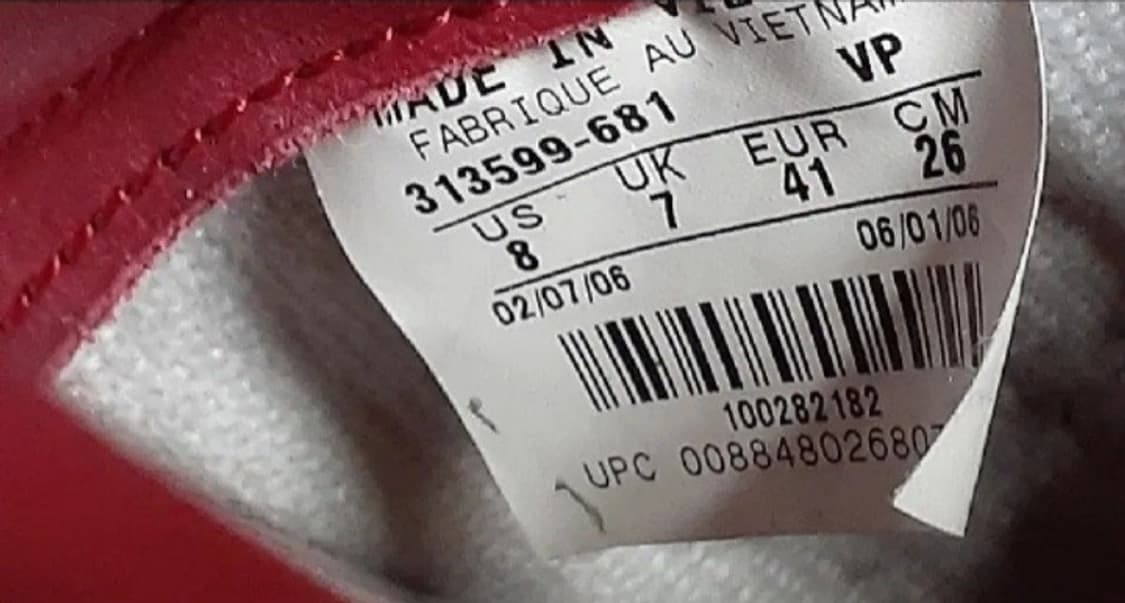 MADE IN VIETNAM
FABRIQUE AU VIETNAM
313599-681 VP
US UK EUR CM
8 7 41 26
02/07/06 06/01/06
100282182
UPC 00884802680